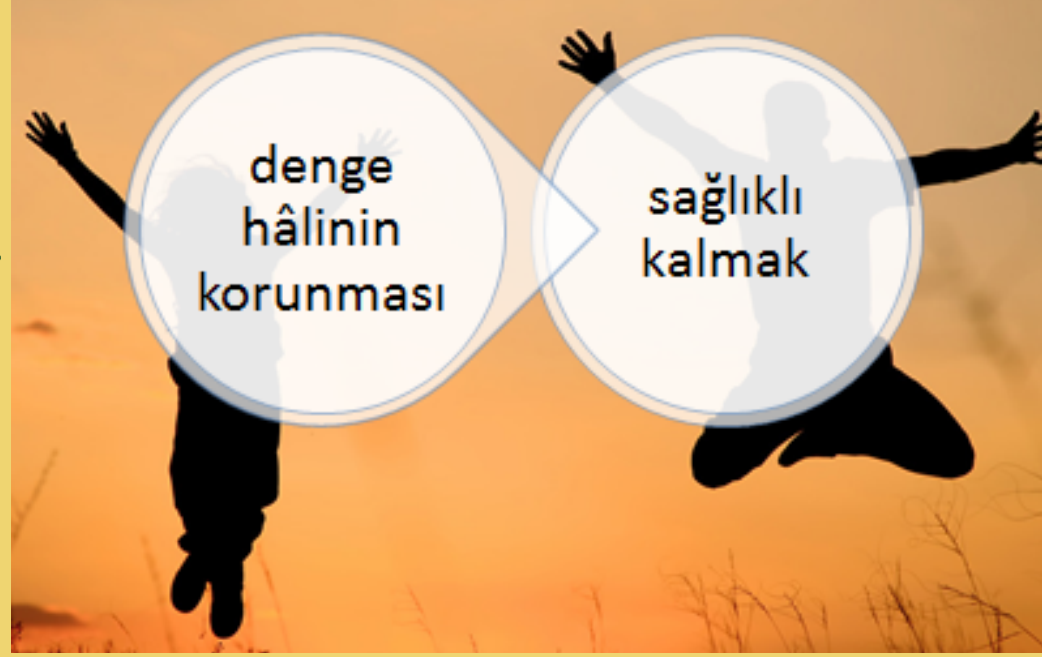 denge
hâlinin
korunması
sağlıklı
kalmak